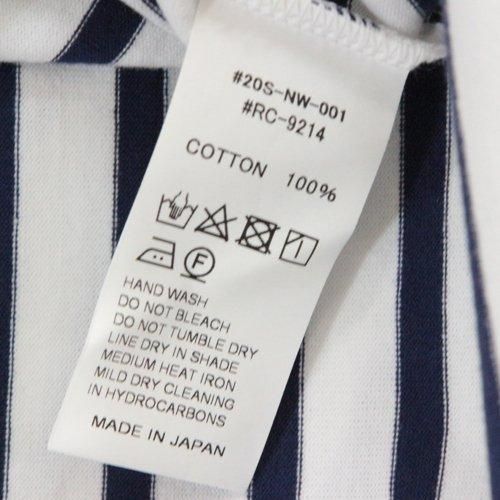 #20S-NW-001
#RC-9214
COTTON 100%
F
HAND WASH
DO NOT BLEACH
DO NOT TUMBLE DRY
LINE DRY IN SHADE
MEDIUM HEAT IRON
MILD DRY CLEANING
IN HYDROCARBONS
MADE IN JAPAN